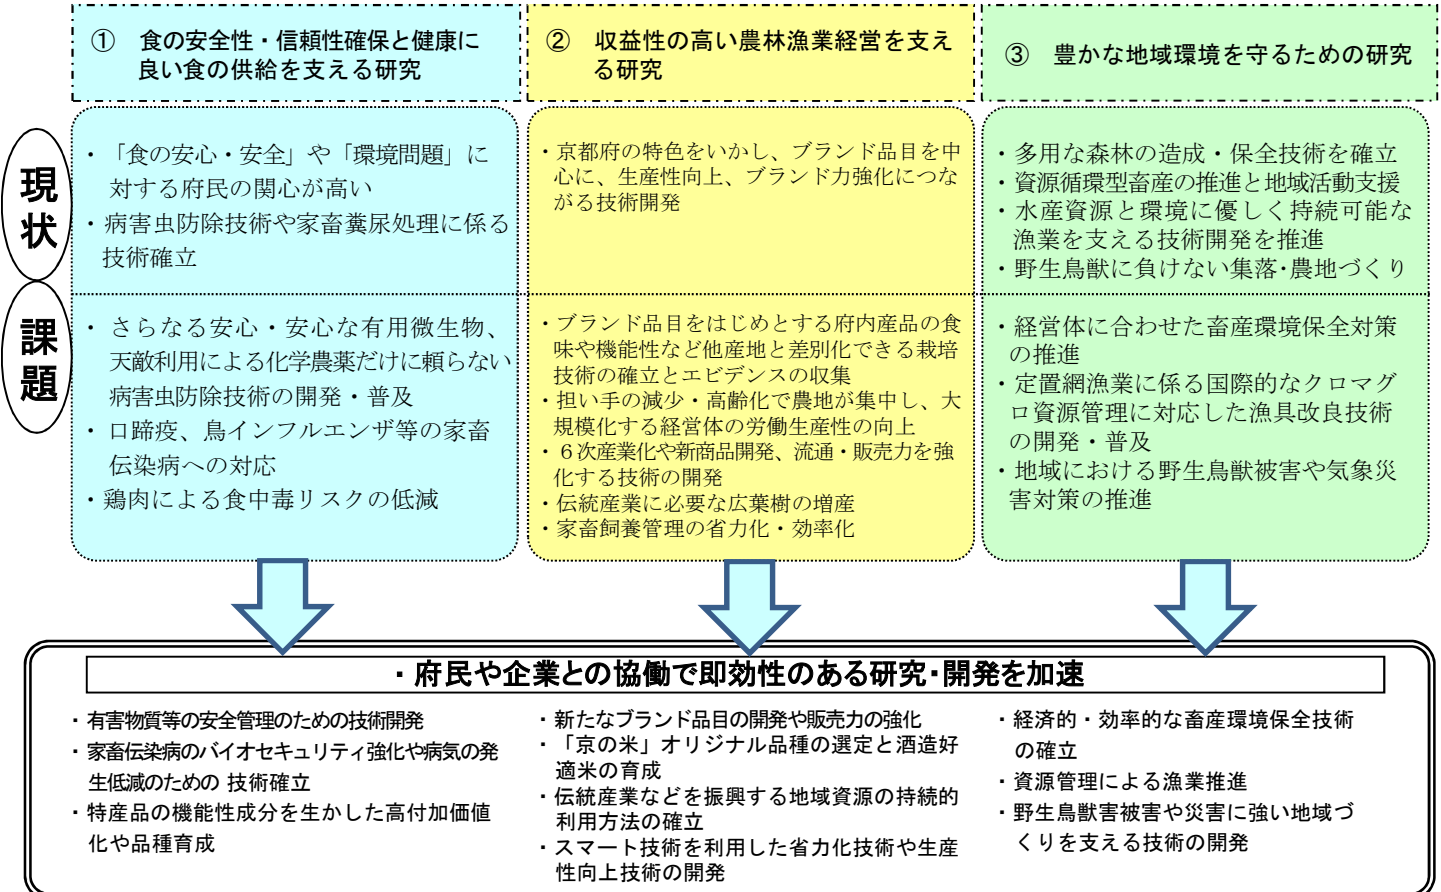 ① 食の安全性・信頼性確保と健康に
良い食の供給を支える研究
② 収益性の高い農林漁業経営を支え
る研究
③ 豊かな地域環境を守るための研究
現状
・「食の安心・安全」や「環境問題」に
対する府民の関心が高い
・病害虫防除技術や家畜糞尿処理に係る
技術確立
・京都府の特色をいかし、ブランド品目を中
心に、生産性向上、ブランド力強化につな
がる技術開発
・多用な森林の造成・保全技術を確立
・資源循環型畜産の推進と地域活動支援
・水産資源と環境に優しく持続可能な
漁業を支える技術開発を推進
・野生鳥獣に負けない集落・農地づくり
課題
・さらなる安心・安心な有用微生物、
天敵利用による化学農薬だけに頼らない
病害虫防除技術の開発・普及
・口蹄疫、鳥インフルエンザ等の家畜
伝染病への対応
・鶏肉による食中毒リスクの低減
・ブランド品目をはじめとする府内産品の食
味や機能性など他産地と差別化できる栽培
技術の確立とエビデンスの収集
・担い手の減少・高齢化で農地が集中し、大
規模化する経営体の労働生産性の向上
・６次産業化や新商品開発、流通・販売力を強
化する技術の開発
・伝統産業に必要な広葉樹の増産
・家畜飼養管理の省力化・効率化
・経営体に合わせた畜産環境保全対策
の推進
・定置網漁業に係る国際的なクロマグ
ロ資源管理に対応した漁具改良技術
の開発・普及
・地域における野生鳥獣被害や気象災
害対策の推進
・府民や企業との協働で即効性のある研究・開発を加速
・有害物質等の安全管理のための技術開発
・家畜伝染病のバイオセキュリティ強化や病気の発
生低減のための 技術確立
・特産品の機能性成分を生かした高付加価値
化や品種育成
・新たなブランド品目の開発や販売力の強化
・「京の米」オリジナル品種の選定と酒造好
適米の育成
・伝統産業などを振興する地域資源の持続的
利用方法の確立
・スマート技術を利用した省力化技術や生産
性向上技術の開発
・経済的・効率的な畜産環境保全技術
の確立
・資源管理による漁業推進
・野生鳥獣害被害や災害に強い地域づ
くりを支える技術の開発